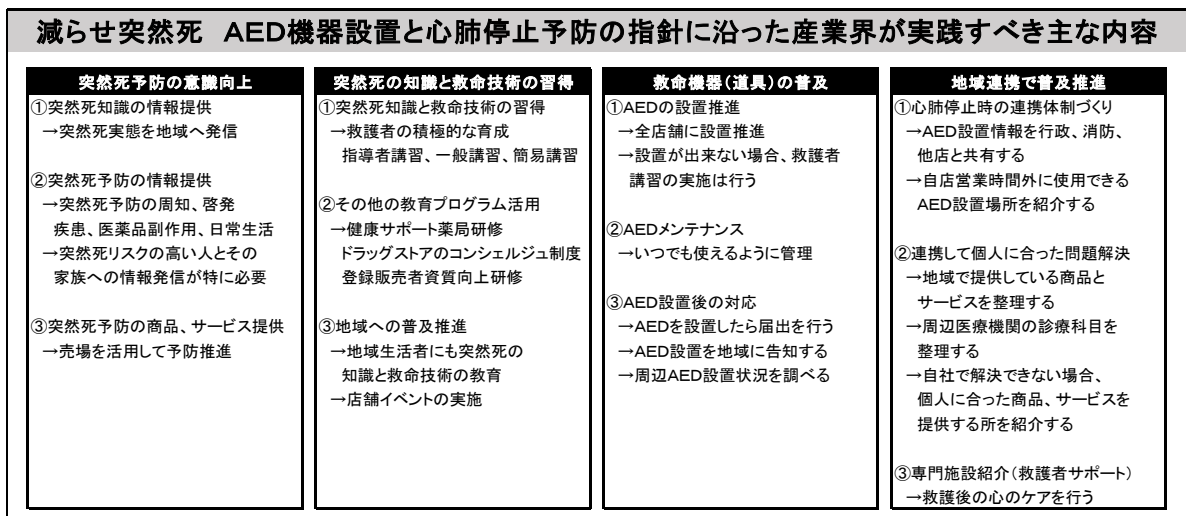 減らせ突然死　AED機器設置と心肺停止予防の指針に沿った産業界が実践すべき主な内容
突然死予防の意識向上
①突然死知識の情報提供
→突然死実態を地域へ発信
②突然死予防の情報提供
→突然死予防の周知、啓発
疾患、医薬品副作用、日常生活
→突然死リスクの高い人とその
家族への情報発信が特に必要
③突然死予防の商品、サービス提供
→売場を活用して予防推進
突然死の知識と救命技術の習得
①突然死知識と救命技術の習得
→救護者の積極的な育成
指導者講習、一般講習、簡易講習
②その他の教育プログラム活用
→健康サポート薬局研修
ドラッグストアのコンシェルジュ制度
登録販売者資質向上研修
③地域への普及推進
→地域生活者にも突然死の
知識と救命技術の教育
→店舗イベントの実施
救命機器（道具）の普及
①AEDの設置推進
→全店舗に設置推進
→設置が出来ない場合、救護者
講習の実施は行う
②AEDメンテナンス
→いつでも使えるように管理
③AED設置後の対応
→AEDを設置したら届出を行う
→AED設置を地域に告知する
→周辺AED設置状況を調べる
地域連携で普及推進
①心肺停止時の連携体制づくり
→AED設置情報を行政、消防、
他店と共有する
→自店営業時間外に使用できる
AED設置場所を紹介する
②連携して個人に合った問題解決
→地域で提供している商品と
サービスを整理する
→周辺医療機関の診療科目を
整理する
→自社で解決できない場合、
個人に合った商品、サービスを
提供する所を紹介する
③専門施設紹介（救護者サポート）
→救護後の心のケアを行う